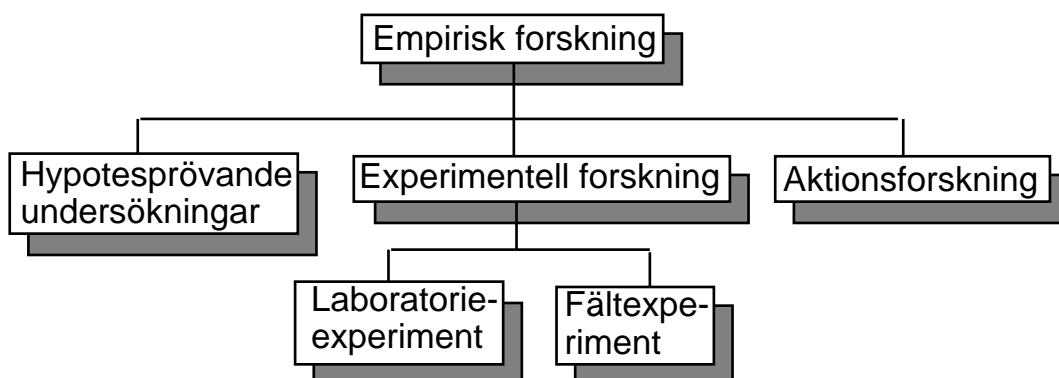 Empirisk forskning
Hypotesprövande
undersökningar
Experimentell forskning
Aktionsforskning
Laboratorie-
experiment
Fältexpe-
riment